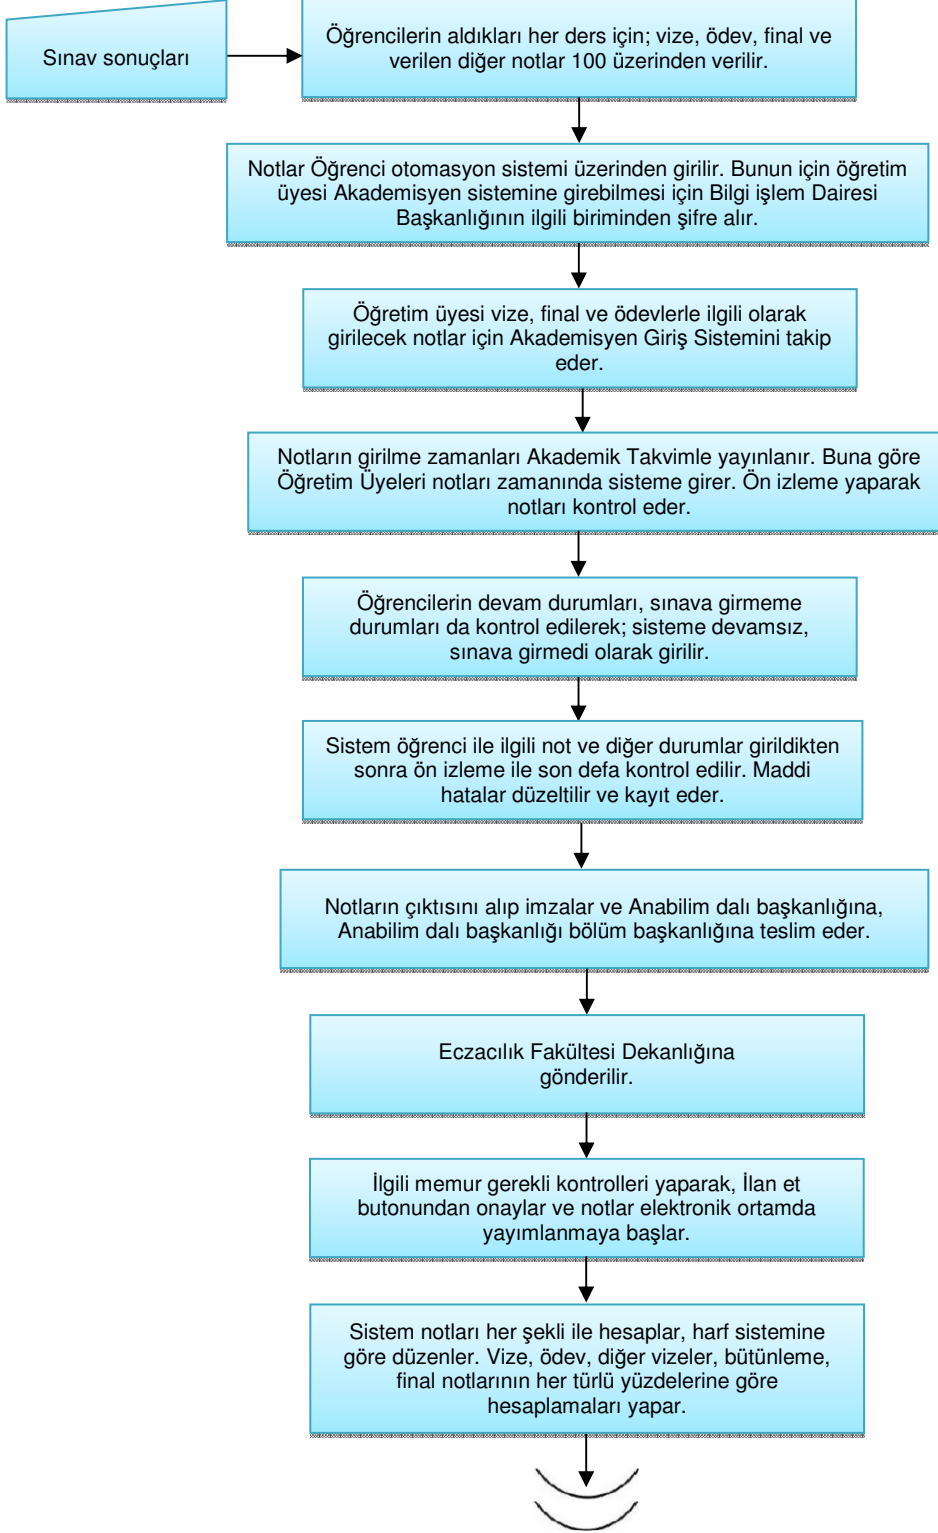 Sınav sonuçları
Öğrencilerin aldıkları her ders için; vize, ödev, final ve
verilen diğer notlar 100 üzerinden verilir.
Notlar Öğrenci otomasyon sistemi üzerinden girilir. Bunun için öğretim
üyesi Akademisyen sistemine girebilmesi için Bilgi işlem Dairesi
Başkanlığının ilgili biriminden şifre alır.
Öğretim üyesi vize, final ve ödevlerle ilgili olarak
girilecek notlar için Akademisyen Giriş Sistemini takip
eder.
Notların girilme zamanları Akademik Takvimle yayınlanır. Buna göre
Öğretim Üyeleri notları zamanında sisteme girer. Ön izleme yaparak
notları kontrol eder.
Öğrencilerin devam durumları, sınava girmeme
durumları da kontrol edilerek; sisteme devamsız,
sınava girmedi olarak girilir.
Sistem öğrenci ile ilgili not ve diğer durumlar girildikten
sonra ön izleme ile son defa kontrol edilir. Maddi
hatalar düzeltilir ve kayıt eder.
Notların çıktısını alıp imzalar ve Anabilim dalı başkanlığına,
Anabilim dalı başkanlığı bölüm başkanlığına teslim eder.
Eczacılık Fakültesi Dekanlığına
gönderilir.
İlgili memur gerekli kontrolleri yaparak, İlan et
butonundan onaylar ve notlar elektronik ortamda
yayımlanmaya başlar.
Sistem notları her şekli ile hesaplar, harf sistemine
göre düzenler. Vize, ödev, diğer vizeler, bütünleme,
final notlarının her türlü yüzdelerine göre
hesaplamaları yapar.